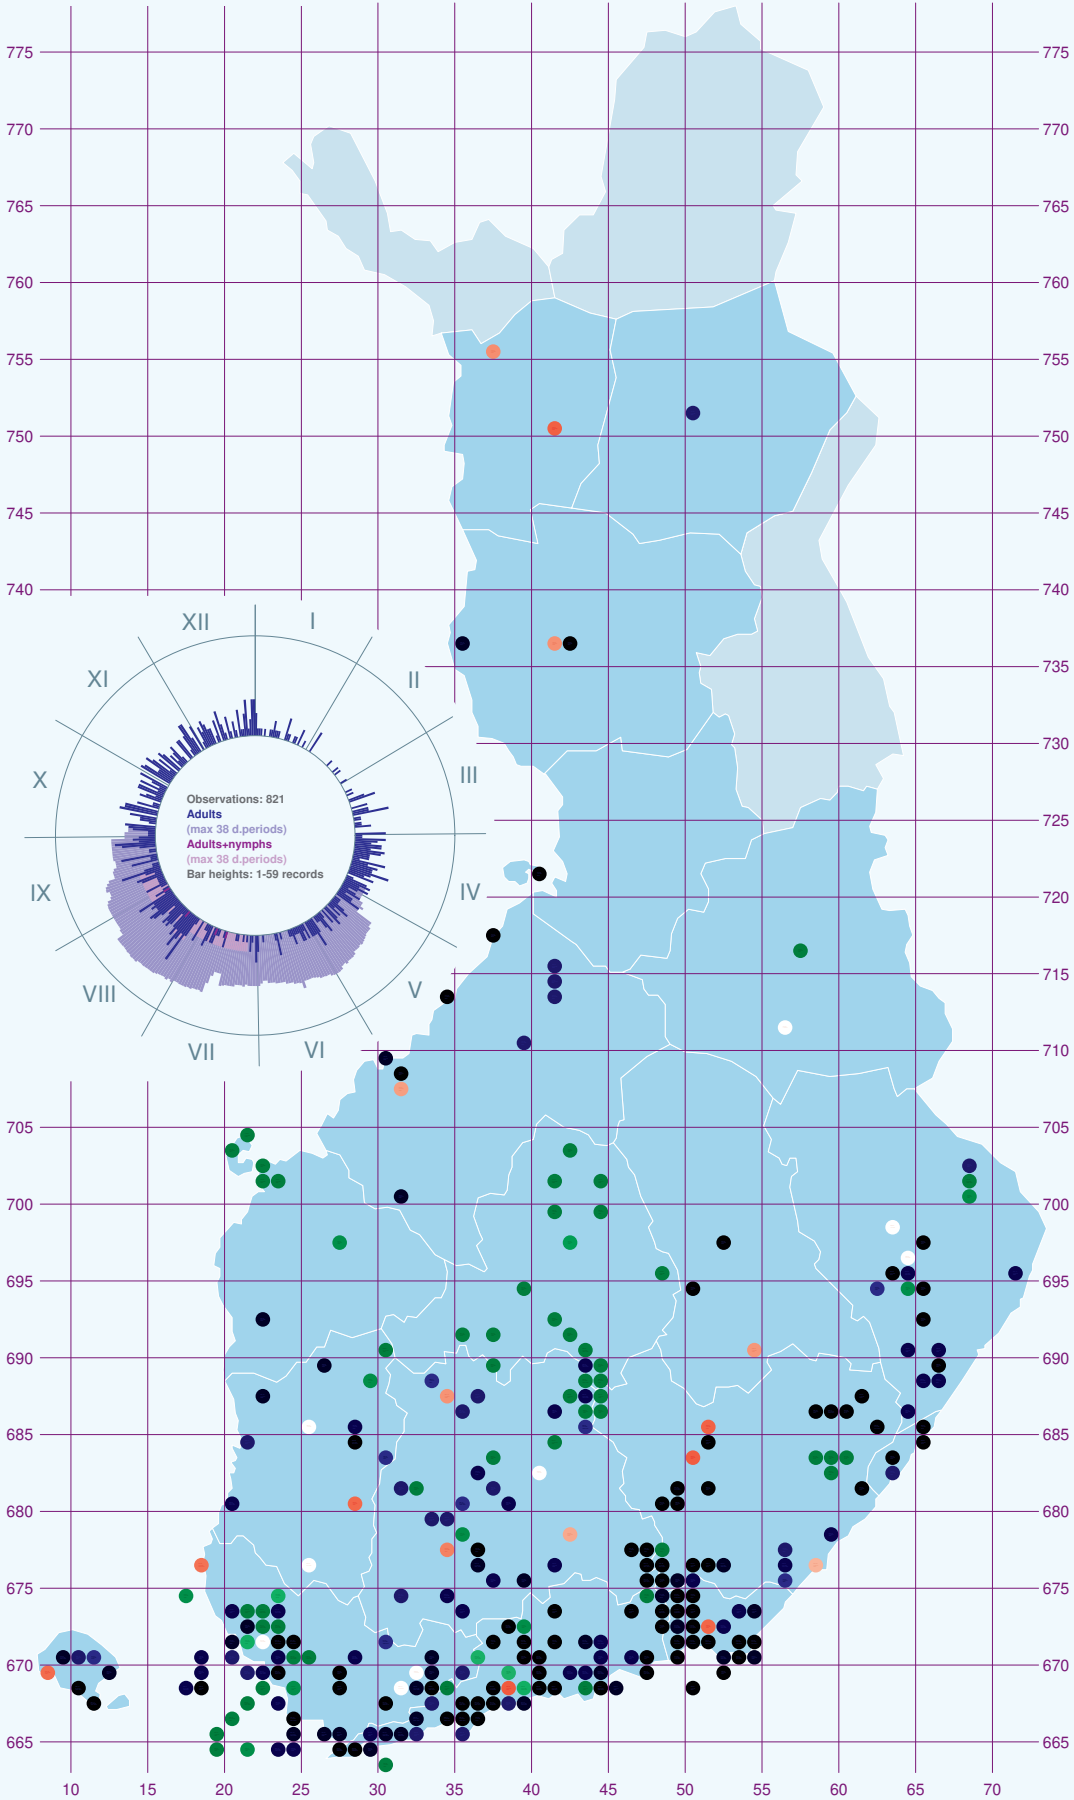 775 775
770 770
765 765
760 760
755 755
750 750
745 745
740 740
XII I
XI II
735 735
730 730
X III
Observations: 821
Adults
(max 38 d.periods)
Adults+nymphs
(max 38 d.periods)
Bar heights: 1-59 records
725
IX IV
720
VIII V
715
VII VI
710
705 705
700 700
695 695
690 690
685 685
680 680
675 675
670 670
665 665
10 15 20 25 30 35 40 45 50 55 60 65 70